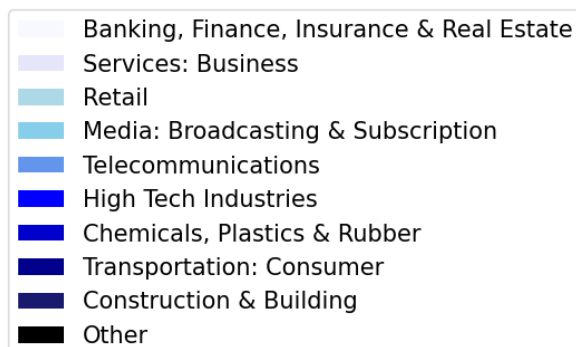 Banking, Finance, Insurance & Real Estate
Services: Business
Retail
Media: Broadcasting & Subscription
Telecommunications
High Tech Industries
Chemicals, Plastics & Rubber
Transportation: Consumer
Construction & Building
Other